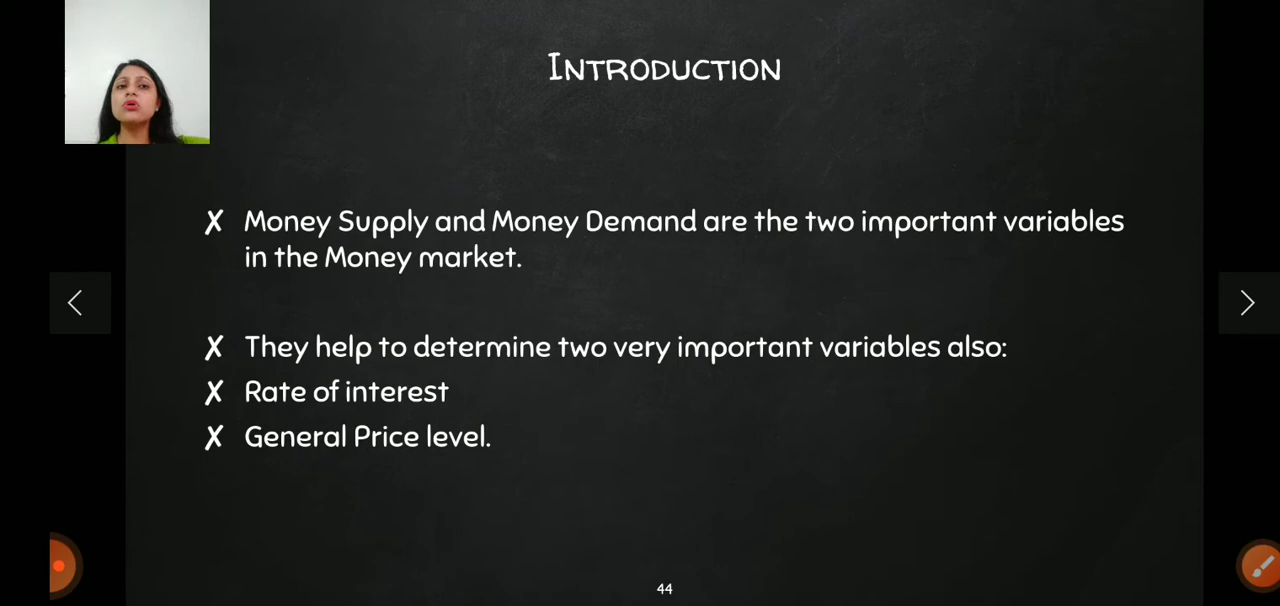 INTRODUCTION
✗ Money Supply and Money Demand are the two important variables
in the Money market.
✗ They help to determine two very important variables also:
✗ Rate of interest
✗ General Price level.
44